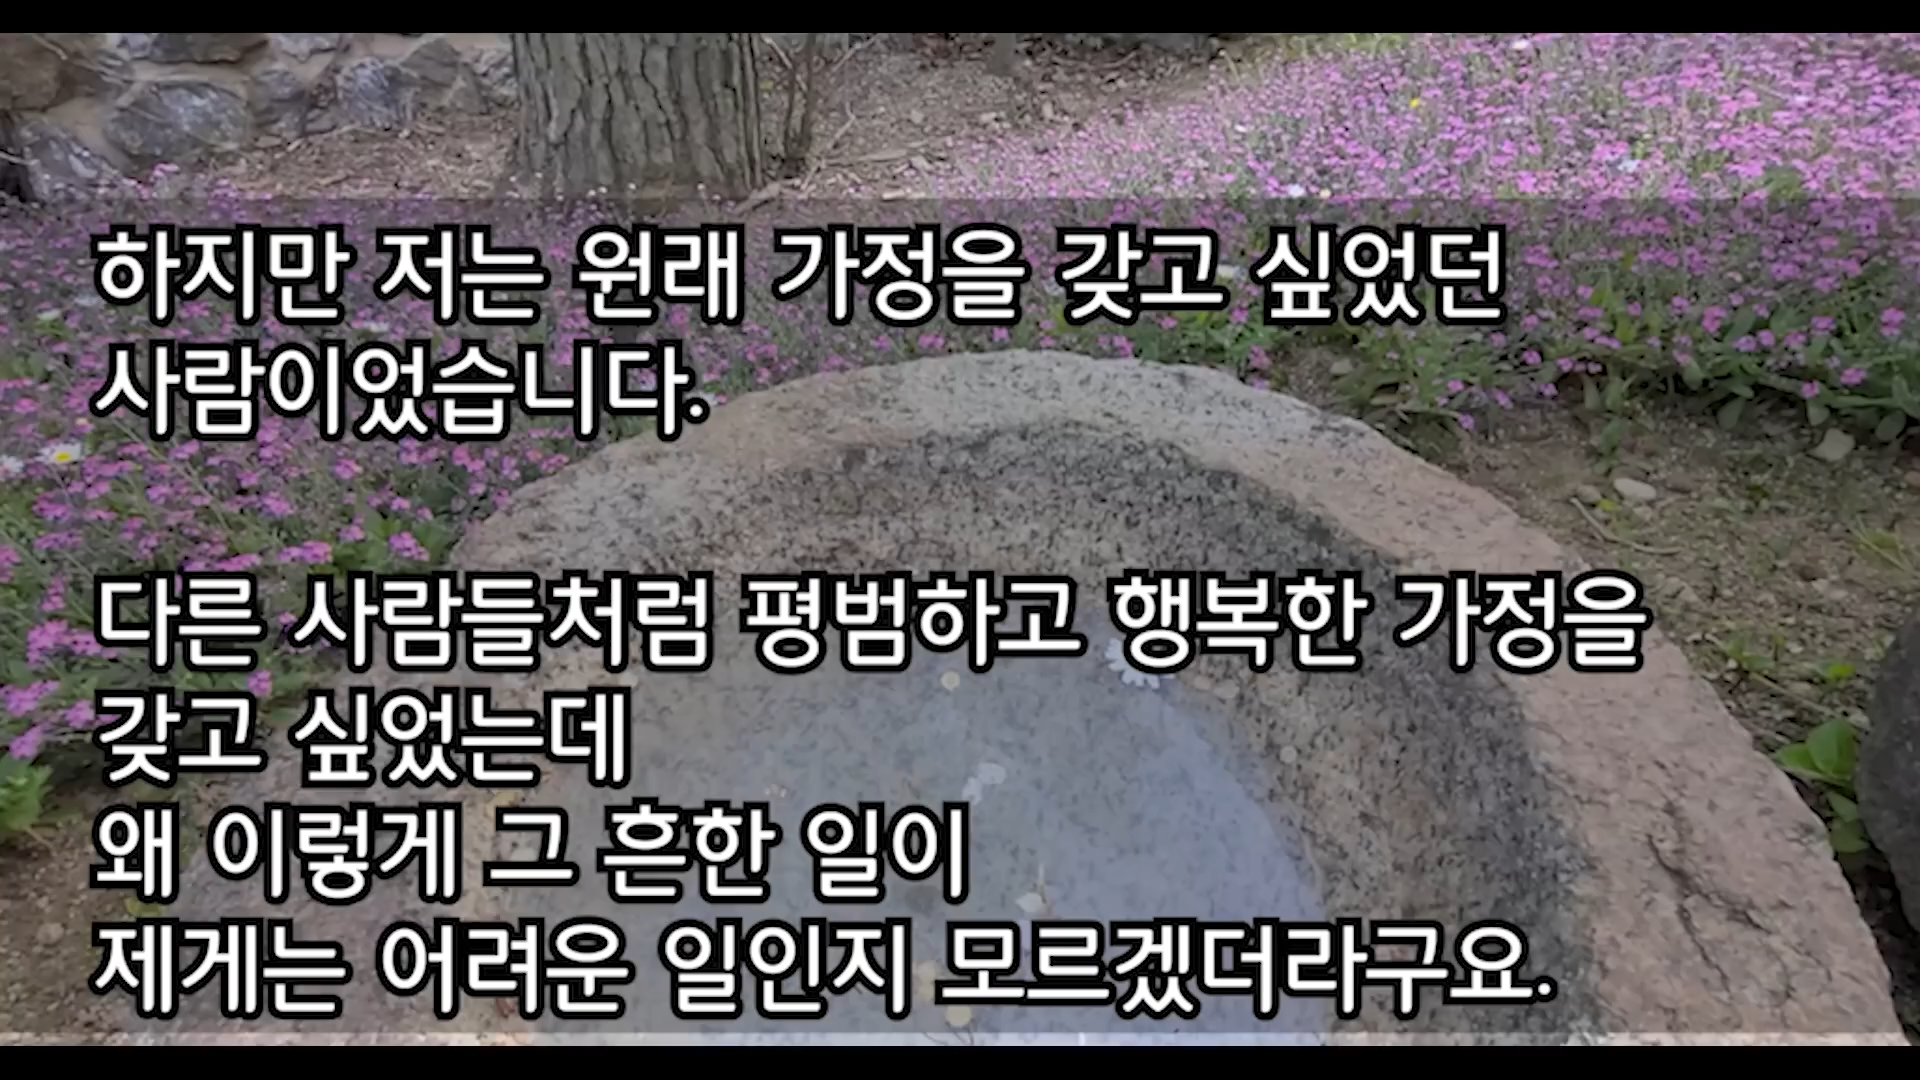 하지만 저는 원래 가정을 갖고 싶었던
사람이었습니다.
다른 사람들처럼 평범하고 행복한 가정을
갖고 싶었는데
왜 이렇게 그 흔한 일이
제게는 어려운 일인지 모르겠더라구요.